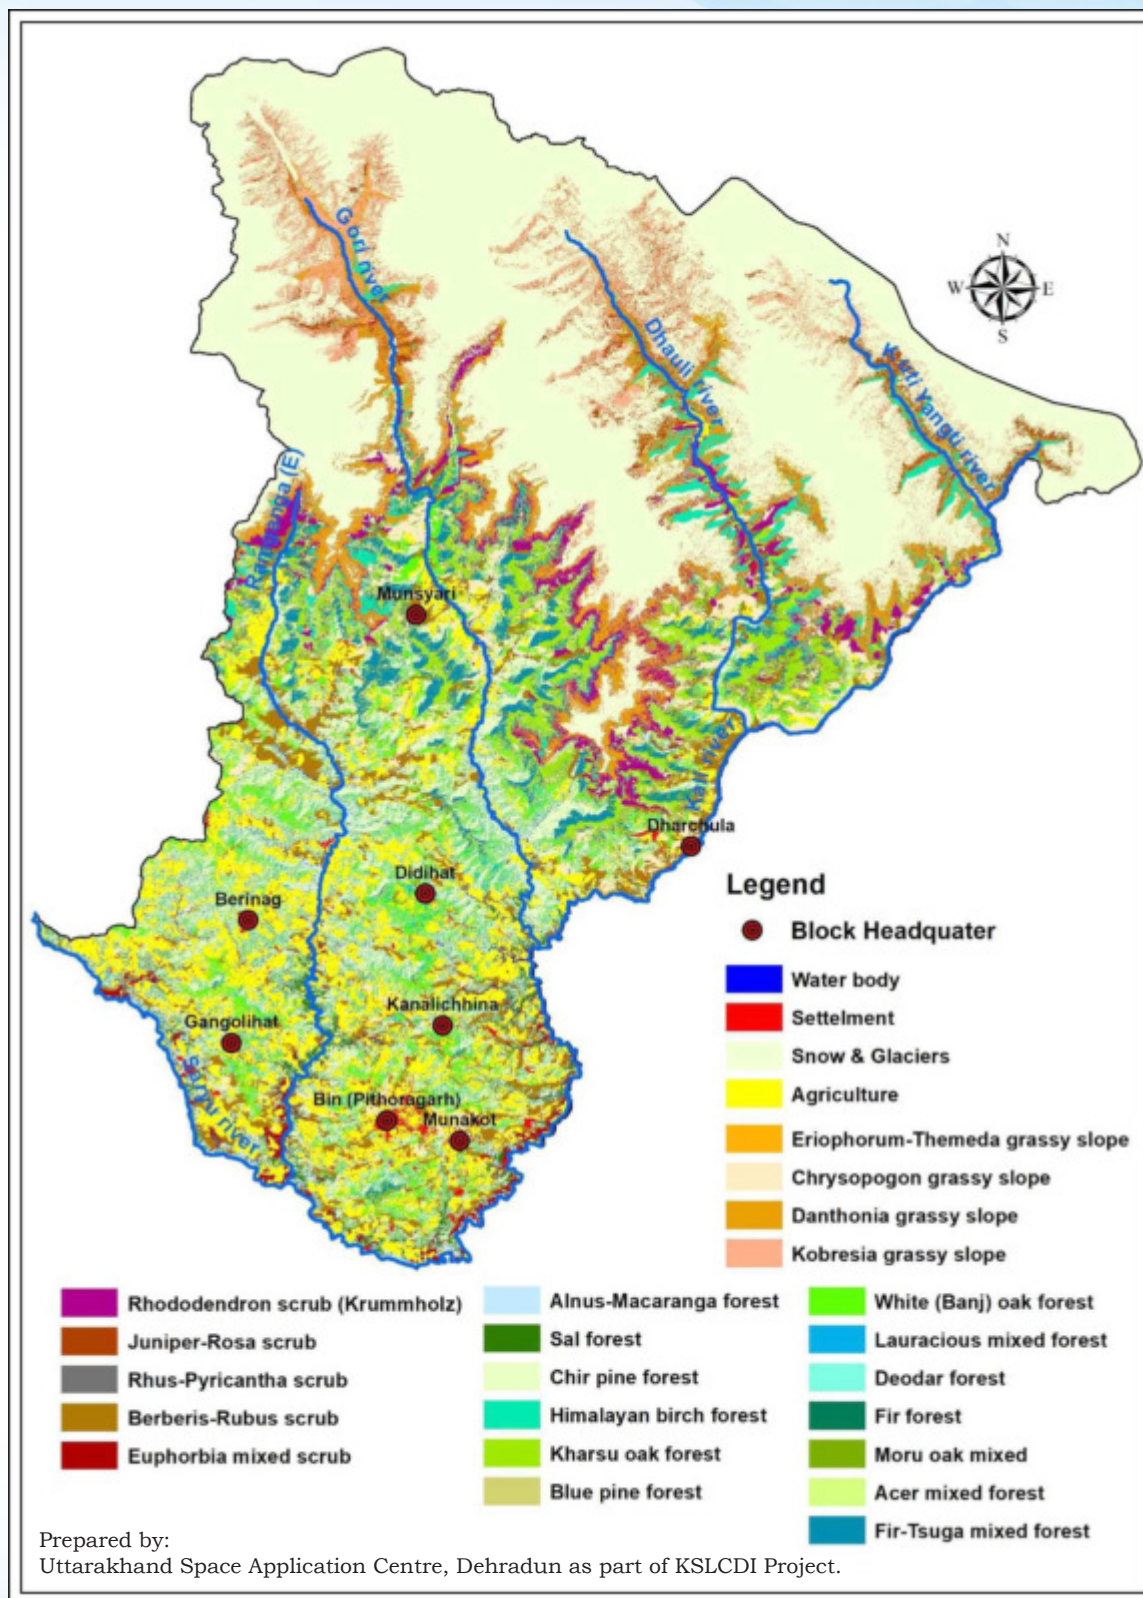 Gori river
Dhauli river
Kuti Yangti river
Ramganga (E)
Munsyari
Kali river
Dharchula
Didihat
Berinag
Kanalichhina
Gangolihat
Saryu river
Bin (Pithoragarh)
Munakot
N
W
E
S
Legend
Block Headquater
Water body
Settelment
Snow & Glaciers
Agriculture
Eriophorum-Themeda grassy slope
Chrysopogon grassy slope
Danthonia grassy slope
Kobresia grassy slope
Rhododendron scrub (Krummholz)
Juniper-Rosa scrub
Rhus-Pyricantha scrub
Berberis-Rubus scrub
Euphorbia mixed scrub
Alnus-Macaranga forest
Sal forest
Chir pine forest
Himalayan birch forest
Kharsu oak forest
Blue pine forest
White (Banj) oak forest
Lauracious mixed forest
Deodar forest
Fir forest
Moru oak mixed
Acer mixed forest
Fir-Tsuga mixed forest
Prepared by:
Uttarakhand Space Application Centre, Dehradun as part of KSLCDI Project.